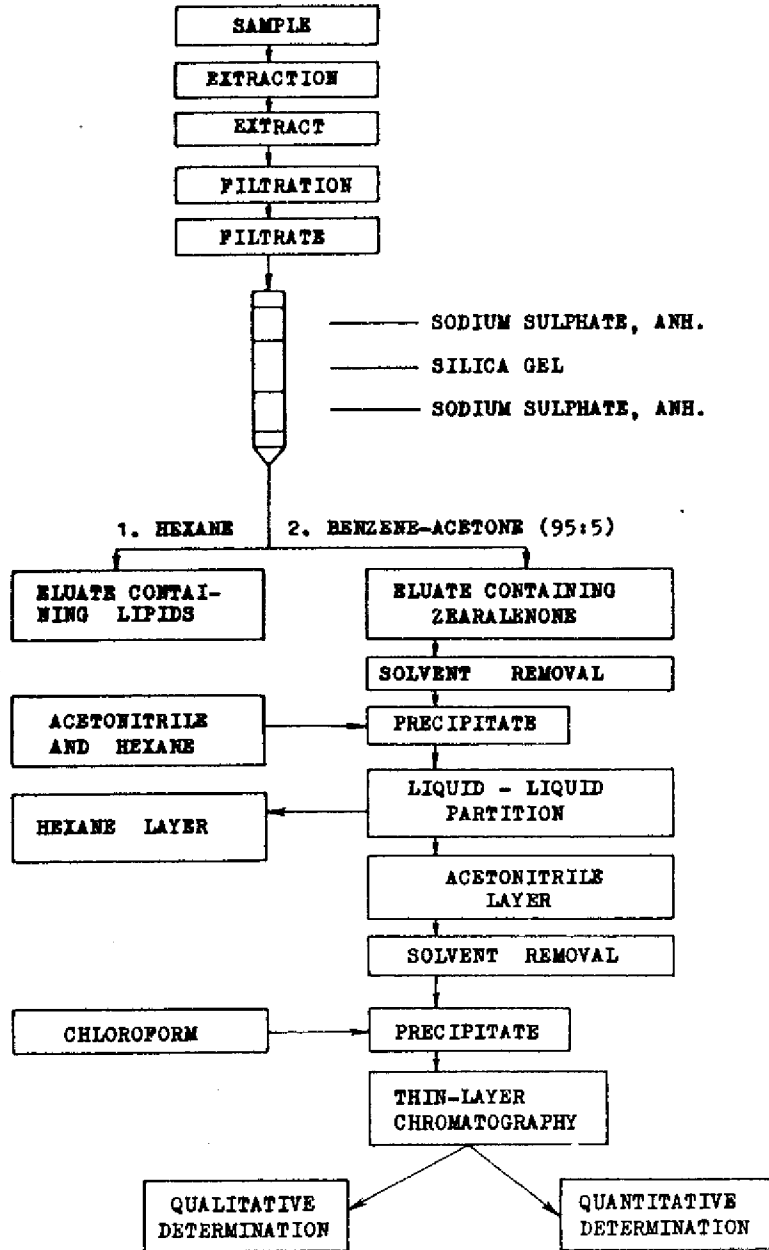 SAMPLE
EXTRACTION
EXTRACT
FILTRATION
FILTRATE
SODIUM SULPHATE, ANH.
SILICA GEL
SODIUM SULPHATE, ANH.
1. HEXANE
2. BENZENE-ACETONE (95:5)
ELUATE CONTAI-
NING LIPIDS
ELUATE CONTAINING
ZEARALENONE
SOLVENT REMOVAL
ACETONITRILE
AND HEXANE
PRECIPITATE
LIQUID - LIQUID
PARTITION
HEXANE LAYER
ACETONITRILE
LAYER
SOLVENT REMOVAL
CHLOROFORM
PRECIPITATE
THIN-LAYER
CHROMATOGRAPHY
QUALITATIVE
DETERMINATION
QUANTITATIVE
DETERMINATION